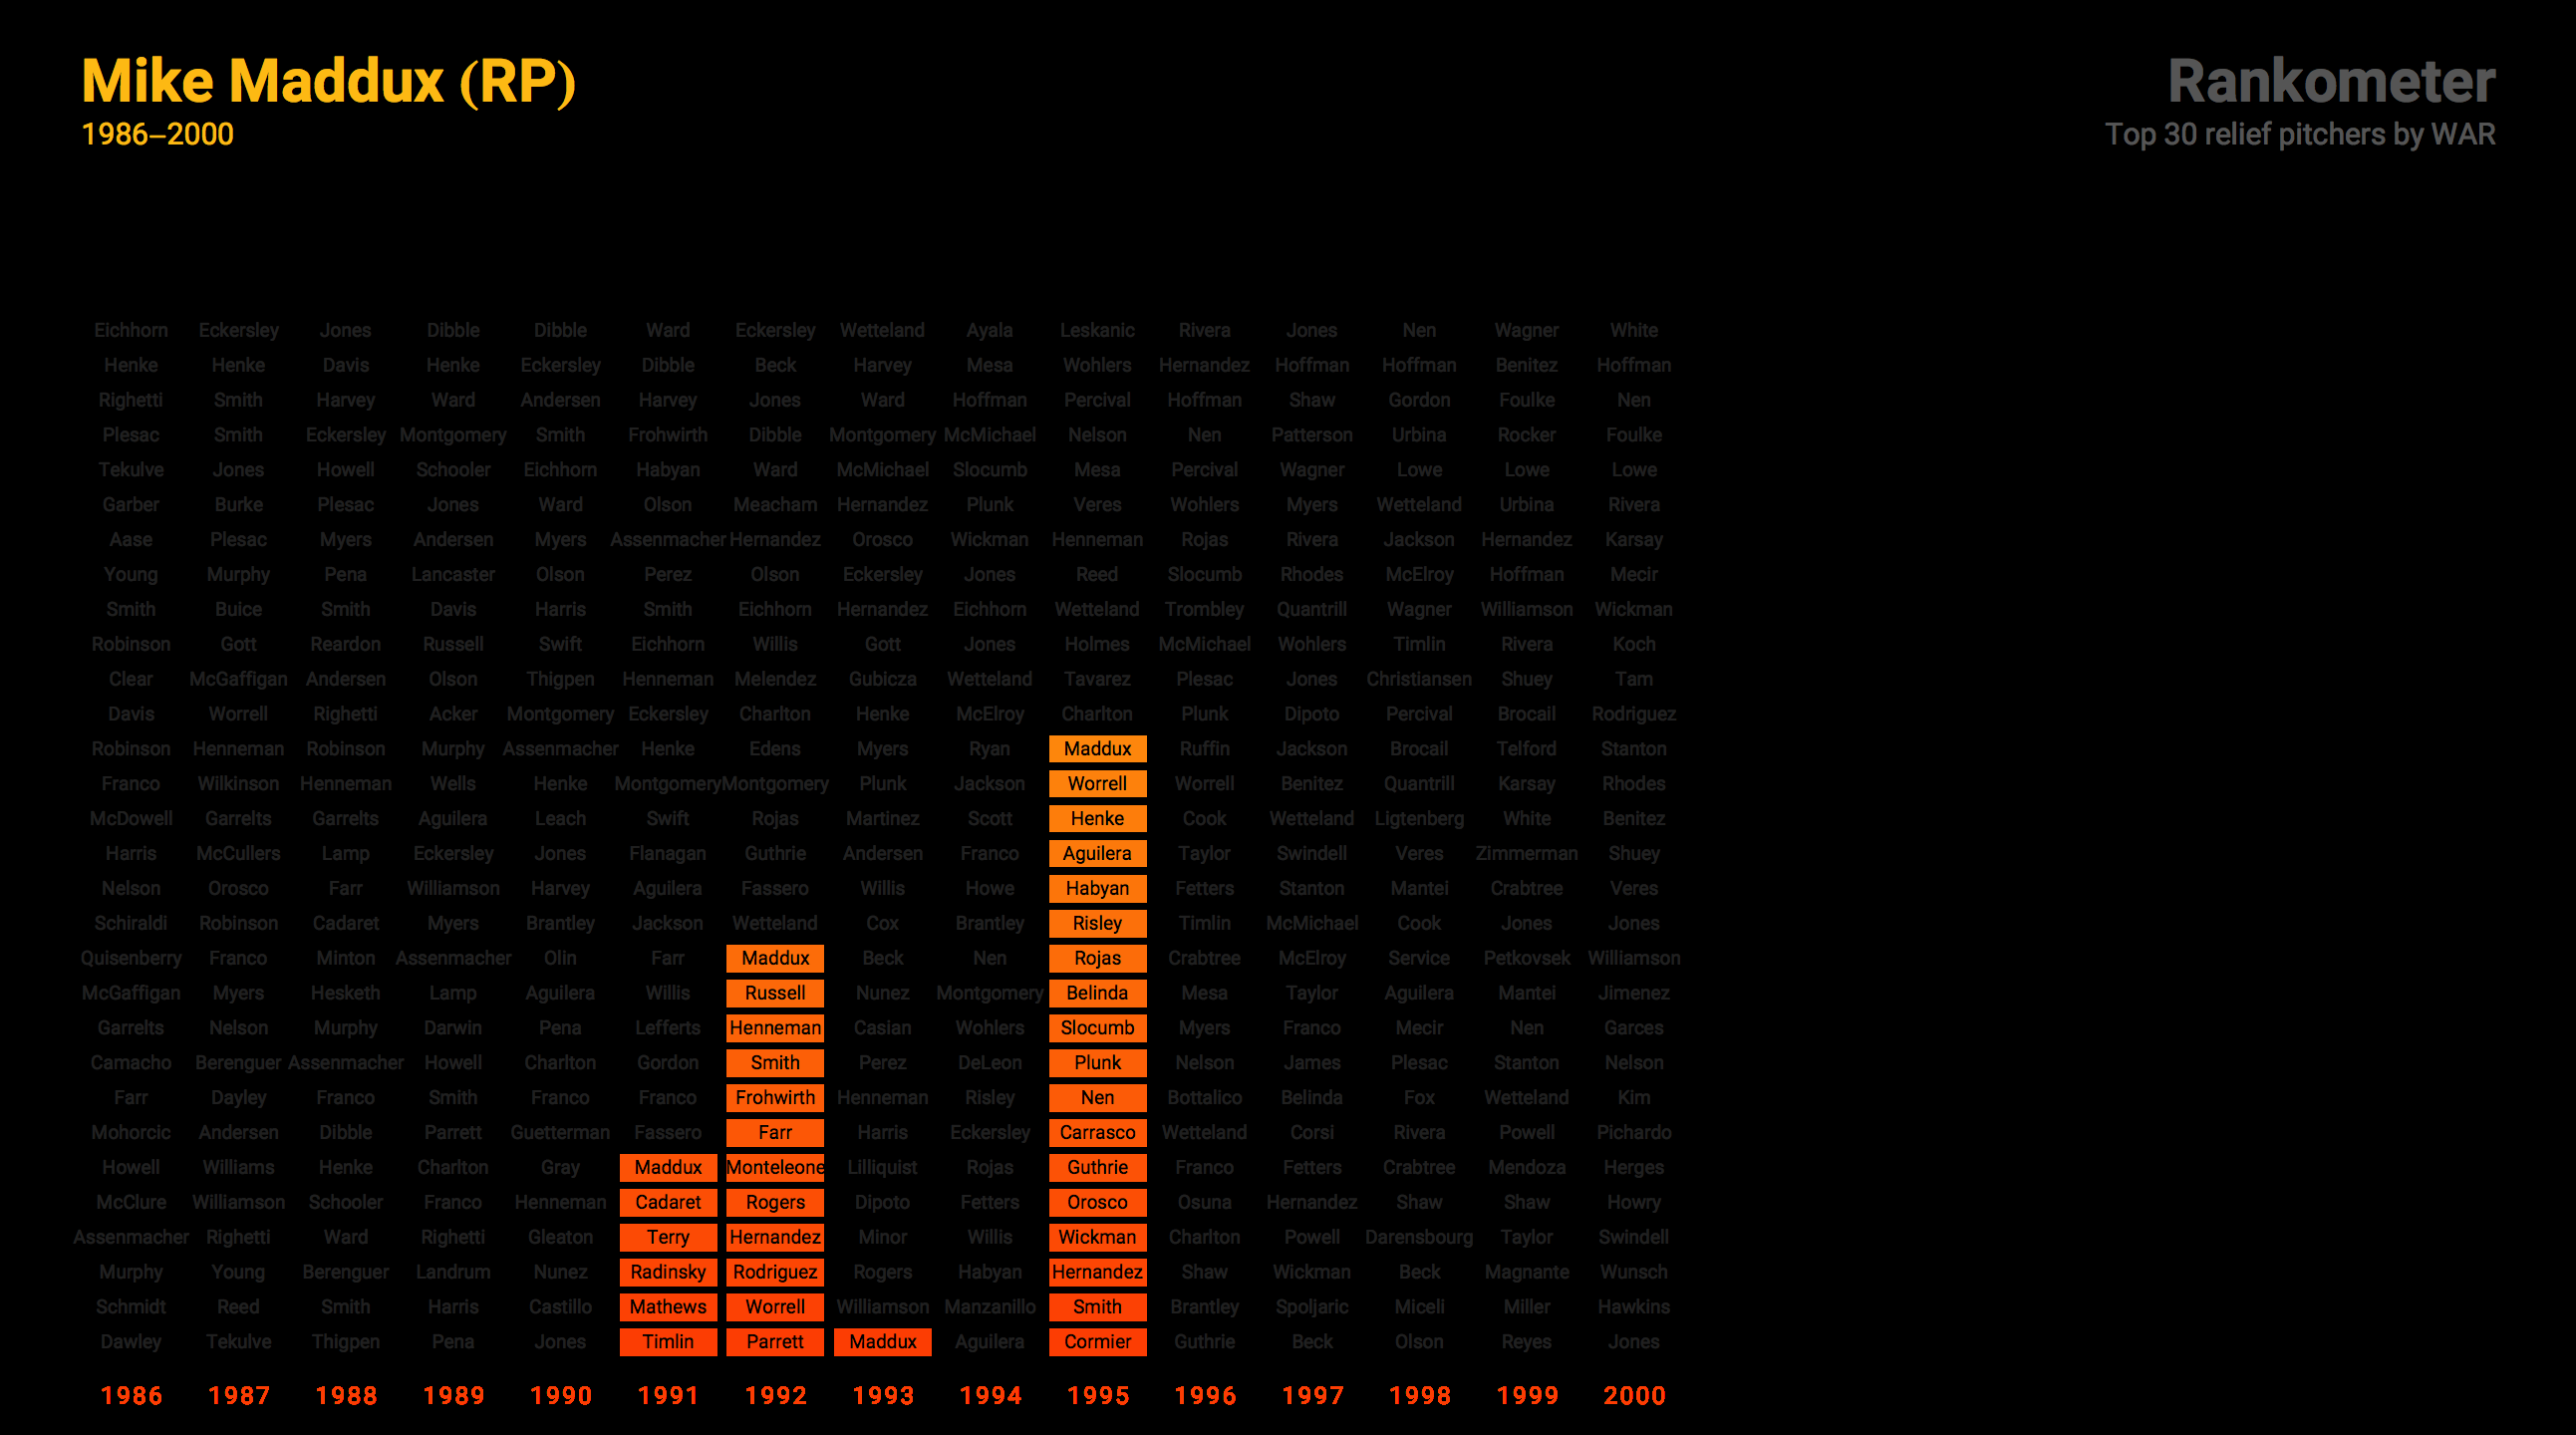 Mike Maddux (RP)
1986–2000
Rankometer
Top 30 relief pitchers by WAR
Eichhorn Eckersley Jones Dibble Dibble Ward Eckersley Wetteland Ayala Leskanic Rivera Jones Nen Wagner White
Henke Henke Davis Henke Eckersley Dibble Beck Harvey Mesa Wohlers Hernandez Hoffman Hoffman Benitez Hoffman
Righetti Smith Harvey Ward Andersen Harvey Jones Ward Hoffman Percival Hoffman Shaw Gordon Foulke Nen
Plesac Smith Eckersley Montgomery Smith Frohwirth Dibble Montgomery McMichael Nelson Nen Patterson Urbina Rocker Foulke
Tekulve Jones Howell Schooler Eichhorn Habyan Ward McMichael Slocumb Mesa Percival Wagner Lowe Lowe Lowe
Garber Burke Plesac Jones Ward Olson Meacham Hernandez Plunk Veres Wohlers Myers Wetteland Urbina Rivera
Aase Plesac Myers Andersen Myers Assenmacher Hernandez Orosco Wickman Henneman Rojas Rivera Jackson Hernandez Karsay
Young Murphy Pena Lancaster Olson Perez Olson Eckersley Jones Reed Slocumb Rhodes McElroy Hoffman Mecir
Smith Buice Smith Davis Harris Smith Eichhorn Hernandez Eichhorn Wetteland Trombley Quantrill Wagner Williamson Wickman
Robinson Gott Reardon Russell Swift Eichhorn Willis Gott Jones Holmes McMichael Wohlers Timlin Rivera Koch
Clear McGaffigan Andersen Olson Thigpen Henneman Melendez Gubicza Wetteland Tavarez Plesac Jones Christiansen Shuey Tam
Davis Worrell Righetti Acker Montgomery Eckersley Charlton Henke McElroy Charlton Plunk Dipoto Percival Brocail Rodriguez
Robinson Henneman Robinson Murphy Assenmacher Henke Edens Myers Ryan Maddux Ruffin Jackson Brocail Telford Stanton
Franco Wilkinson Henneman Wells Henke Montgomery Montgomery Plunk Jackson Worrell Worrell Benitez Quantrill Karsay Rhodes
McDowell Garrelts Garrelts Aguilera Leach Swift Rojas Martinez Scott Henke Cook Wetteland Ligtenberg White Benitez
Harris McCullers Lamp Eckersley Jones Flanagan Guthrie Andersen Franco Aguilera Taylor Swindell Veres Zimmerman Shuey
Nelson Orosco Farr Williamson Harvey Aguilera Fassero Willis Howe Habyan Fetters Stanton Mantei Crabtree Veres
Schiraldi Robinson Cadaret Myers Brantley Jackson Wetteland Cox Brantley Risley Timlin McMichael Cook Jones Jones
Quisenberry Franco Minton Assenmacher Olin Farr Maddux Beck Nen Rojas Crabtree McElroy Service Petkovsek Williamson
McGaffigan Myers Hesketh Lamp Aguilera Willis Russell Nunez Montgomery Belinda Mesa Taylor Aguilera Mantei Jimenez
Garrelts Nelson Murphy Darwin Pena Lefferts Henneman Casian Wohlers Slocumb Myers Franco Mecir Nen Garces
Camacho Berenguer Assenmacher Howell Charlton Gordon Smith Perez DeLeon Plunk Nelson James Plesac Stanton Nelson
Farr Dayley Franco Smith Franco Franco Frohwirth Henneman Risley Nen Bottalico Belinda Fox Wetteland Kim
Mohorcic Andersen Dibble Parrett Guetterman Fassero Farr Harris Eckersley Carrasco Wetteland Corsi Rivera Powell Pichardo
Howell Williams Henke Charlton Gray Maddux Monteleone Lilliquist Rojas Guthrie Franco Fetters Crabtree Mendoza Herges
McClure Williamson Schooler Franco Henneman Cadaret Rogers Dipoto Fetters Orosco Osuna Hernandez Shaw Shaw Howry
Assenmacher Righetti Ward Righetti Gleaton Terry Hernandez Minor Willis Wickman Charlton Powell Darensbourg Taylor Swindell
Murphy Young Berenguer Landrum Nunez Radinsky Rodriguez Rogers Habyan Hernandez Shaw Wickman Beck Magnante Wunsch
Schmidt Reed Smith Harris Castillo Mathews Worrell Williamson Manzanillo Smith Brantley Spoljaric Miceli Miller Hawkins
Dawley Tekulve Thigpen Pena Jones Timlin Parrett Maddux Aguilera Cormier Guthrie Beck Olson Reyes Jones
1986 1987 1988 1989 1990 1991 1992 1993 1994 1995 1996 1997 1998 1999 2000